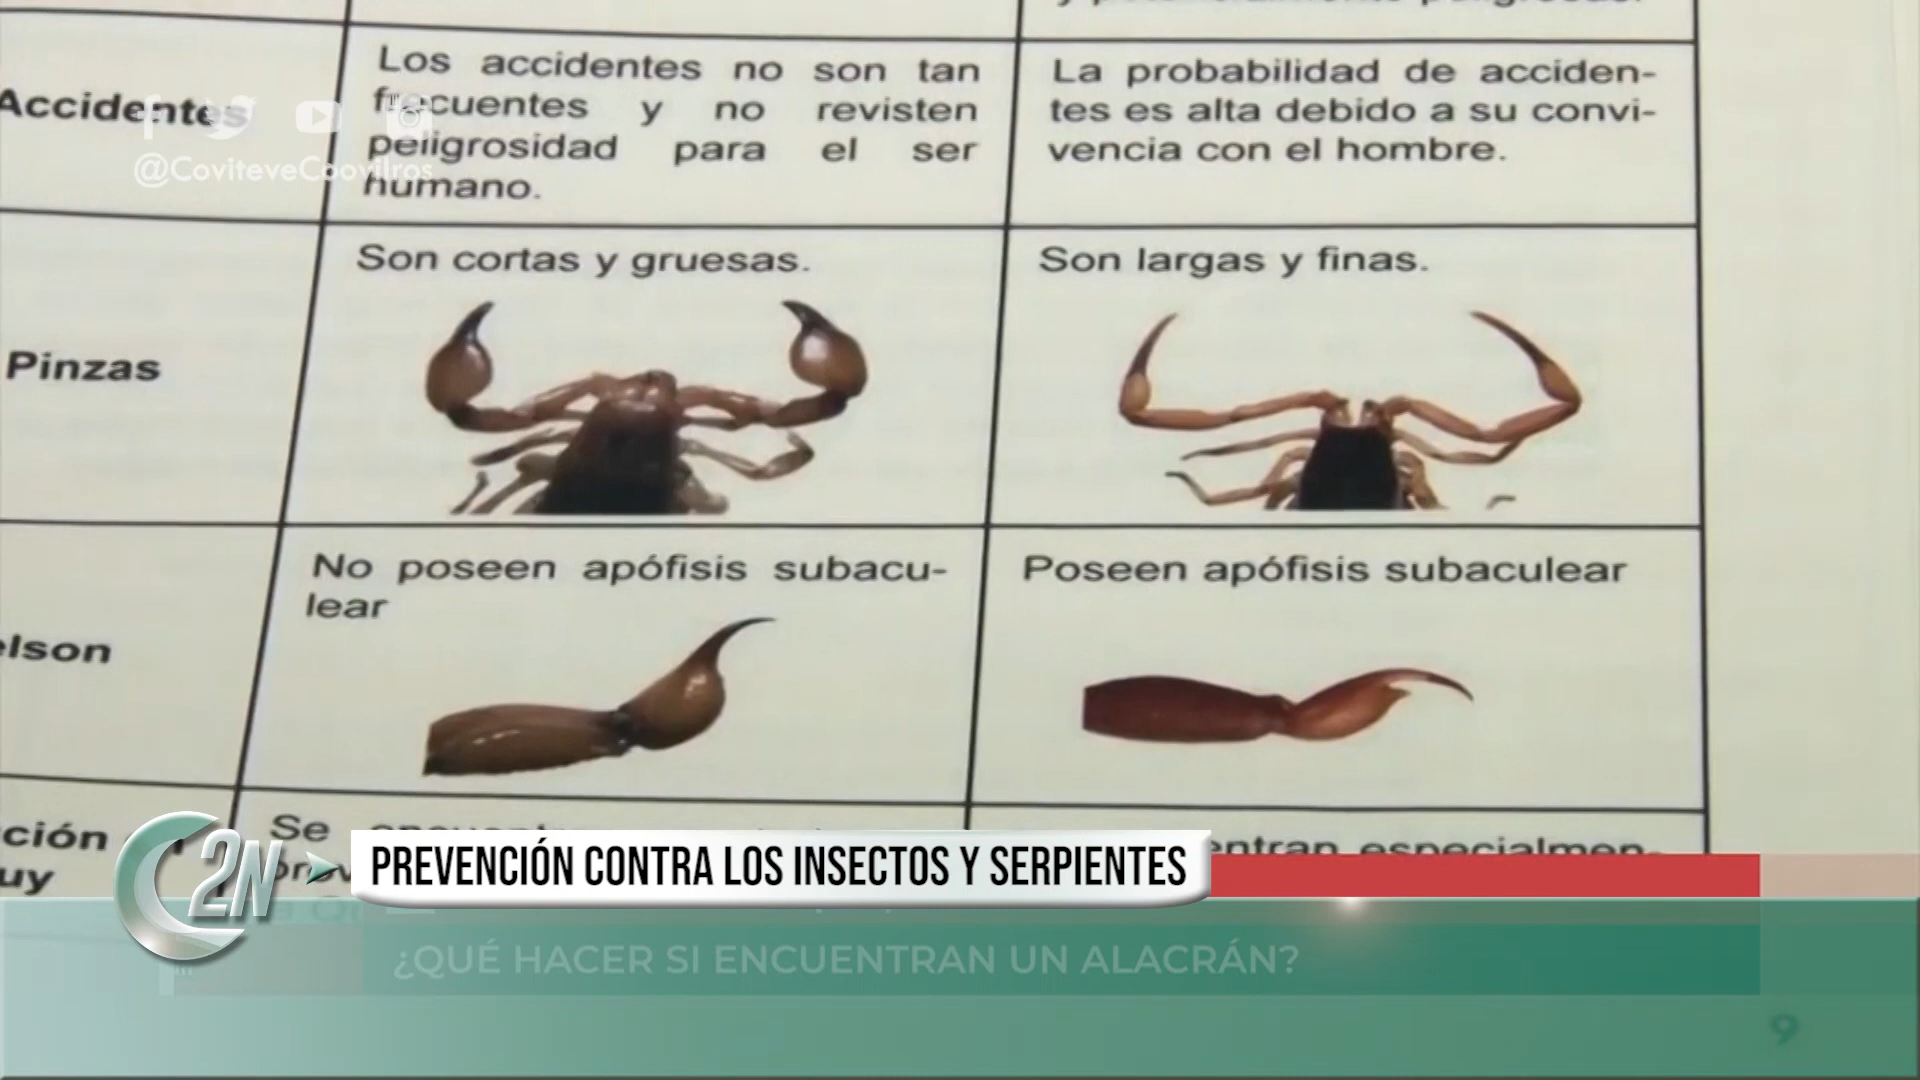 Accidentes
Los accidentes no son tan
frecuentes y no revisten
peligrosidad para el ser
humano.
La probabilidad de acciden-
tes es alta debido a su convi-
vencia con el hombre.
@CoviteveCoovilros
Pinzas
Son cortas y gruesas.
Son largas y finas.
elson
No poseen apófisis subacu-
lear
Poseen apófisis subaculear
ción
uy
Se
entran especialmen-
C2N
PREVENCIÓN CONTRA LOS INSECTOS Y SERPIENTES
¿QUÉ HACER SI ENCUENTRAN UN ALACRÁN?
9